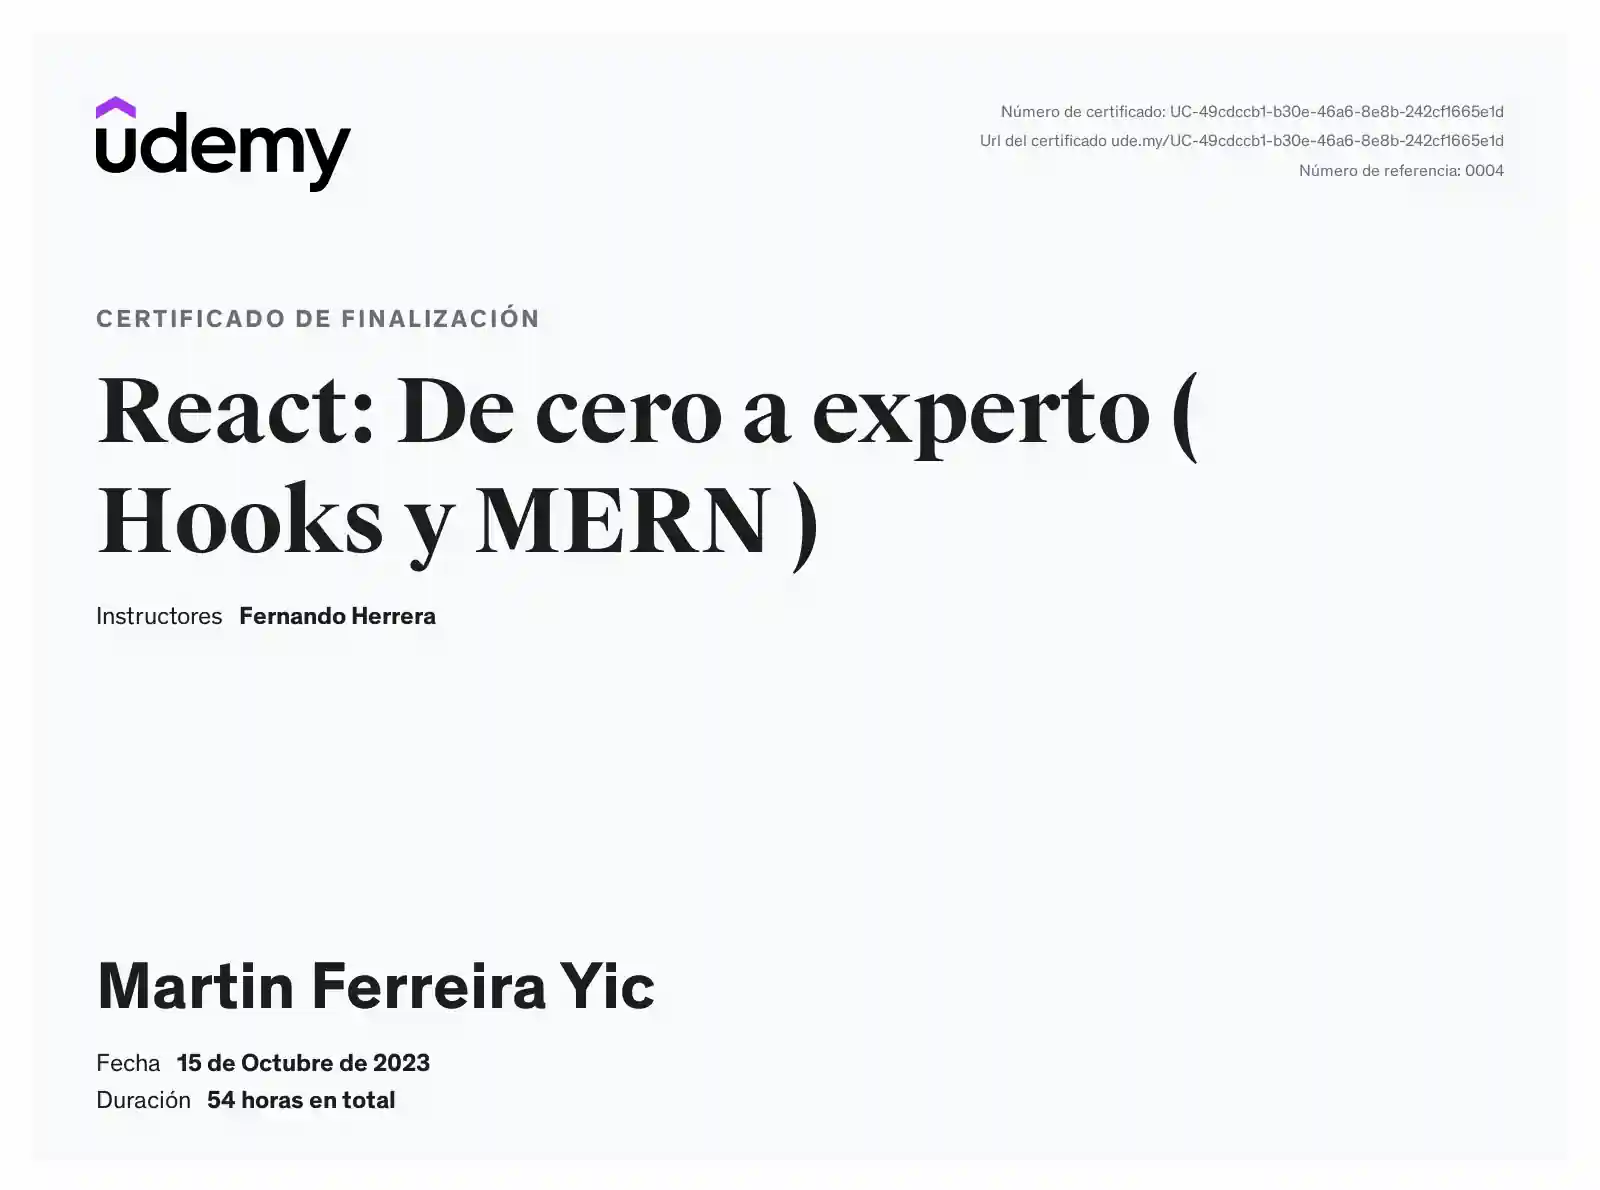 udemy
Número de certificado: UC-49cdccb1-b30e-46a6-8e8b-242cf1665e1d
Url del certificado ude.my/UC-49cdccb1-b30e-46a6-8e8b-242cf1665e1d
Número de referencia: 0004
CERTIFICADO DE FINALIZACIÓN
React: De cero a experto (
Hooks y MERN )
Instructores Fernando Herrera
Martin Ferreira Yic
Fecha 15 de Octubre de 2023
Duración 54 horas en total